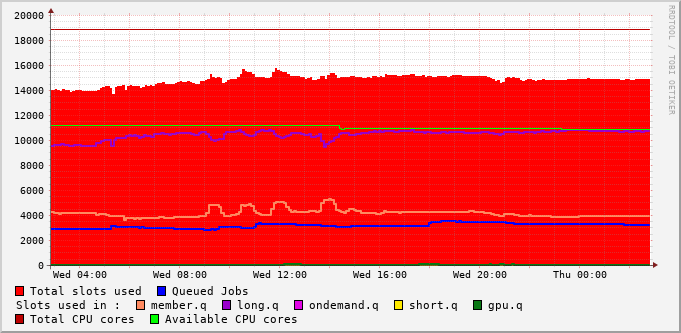 20000
18000
16000
14000
12000
10000
8000
6000
4000
2000
0
Wed 04:00 Wed 08:00 Wed 12:00 Wed 16:00 Wed 20:00 Thu 00:00
Total slots used Queued Jobs
Slots used in : member.q long.q ondemand.q short.q gpu.q
Total CPU cores Available CPU cores
RRDTOOL / TOBI OETIKER